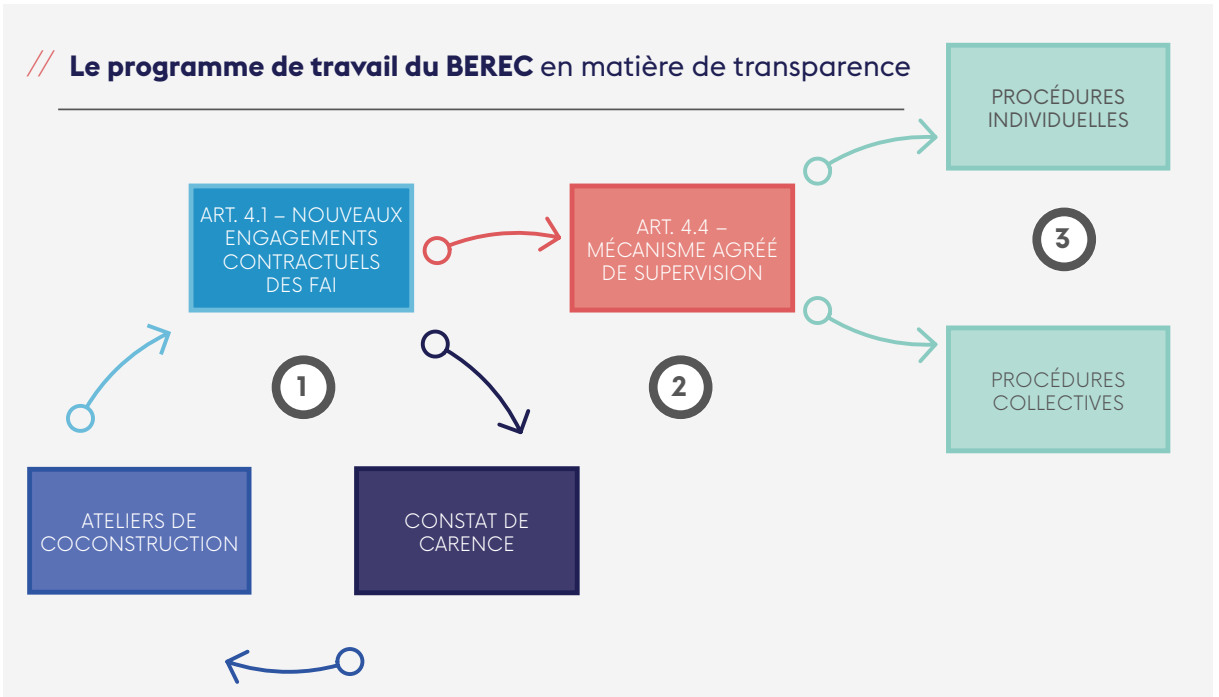 // Le programme de travail du BEREC en matière de transparence
PROCÉDURES
INDIVIDUELLES
ART. 4.1 – NOUVEAUX
ENGAGEMENTS
CONTRACTUELS
DES FAI
ART. 4.4 –
MÉCANISME AGRÉÉ
DE SUPERVISION
3
1
2
PROCÉDURES
COLLECTIVES
ATELIERS DE
COCONSTRUCTION
CONSTAT DE
CARENCE